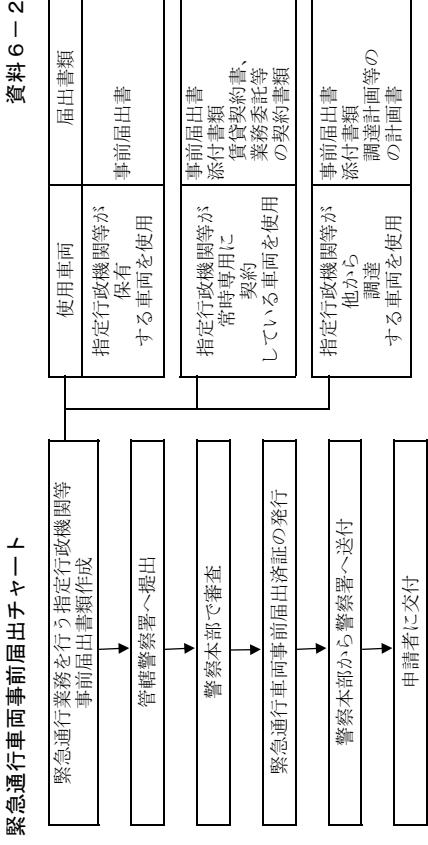 資料6-2
緊急通行車両事前届出チャート
緊急通行業務を行う指定行政機関等
事前届出書類作成
管轄警察署へ提出
警察本部で審査
緊急通行車両事前届出済証の発行
警察本部から警察署へ送付
申請者に交付
使用車両
届出書類
指定行政機関等が
保有
する車両を使用
事前届出書
指定行政機関等が
常時専用に
契約
している車両を使用
事前届出書
添付書類
賃貸契約書、
業務委託等
の契約書類
指定行政機関等が
他から
調達
する車両を使用
事前届出書
添付書類
調達計画等の
の計画書